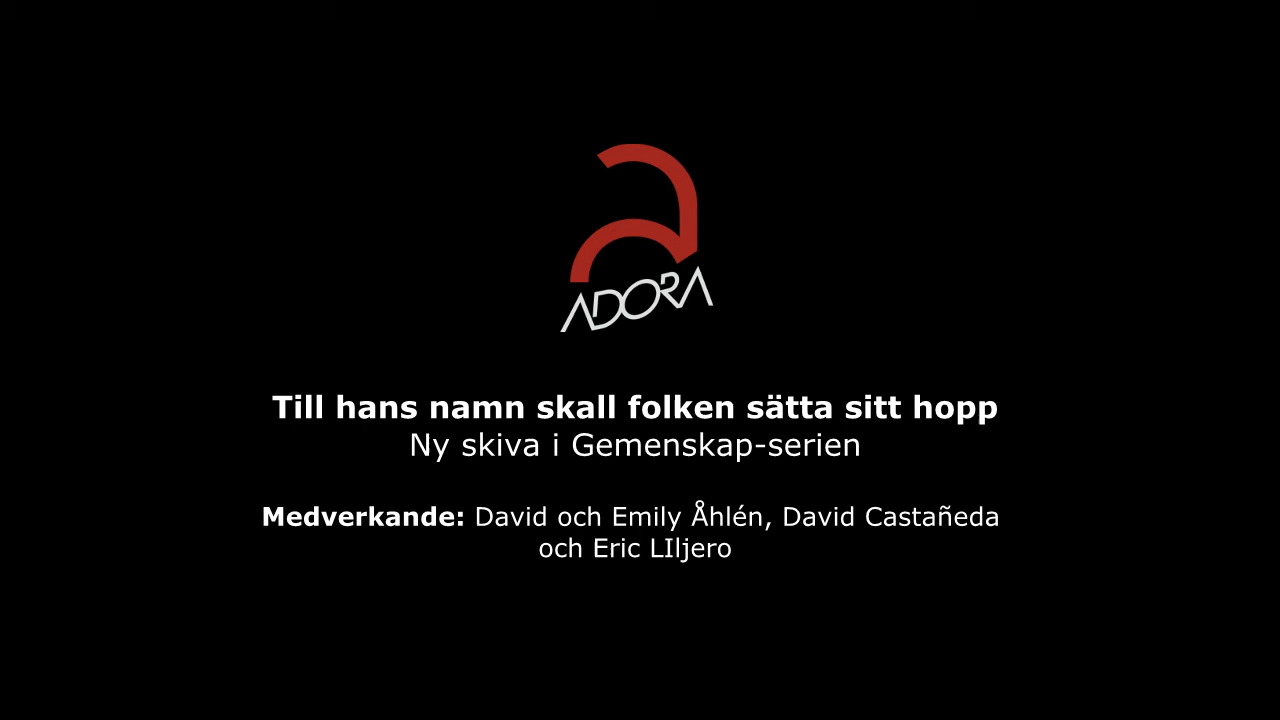 ADORA
Till hans namn skall folken sätta sitt hopp
Ny skiva i Gemenskap-serien
Medverkande: David och Emily Åhlén, David Castañeda
och Eric LIljero